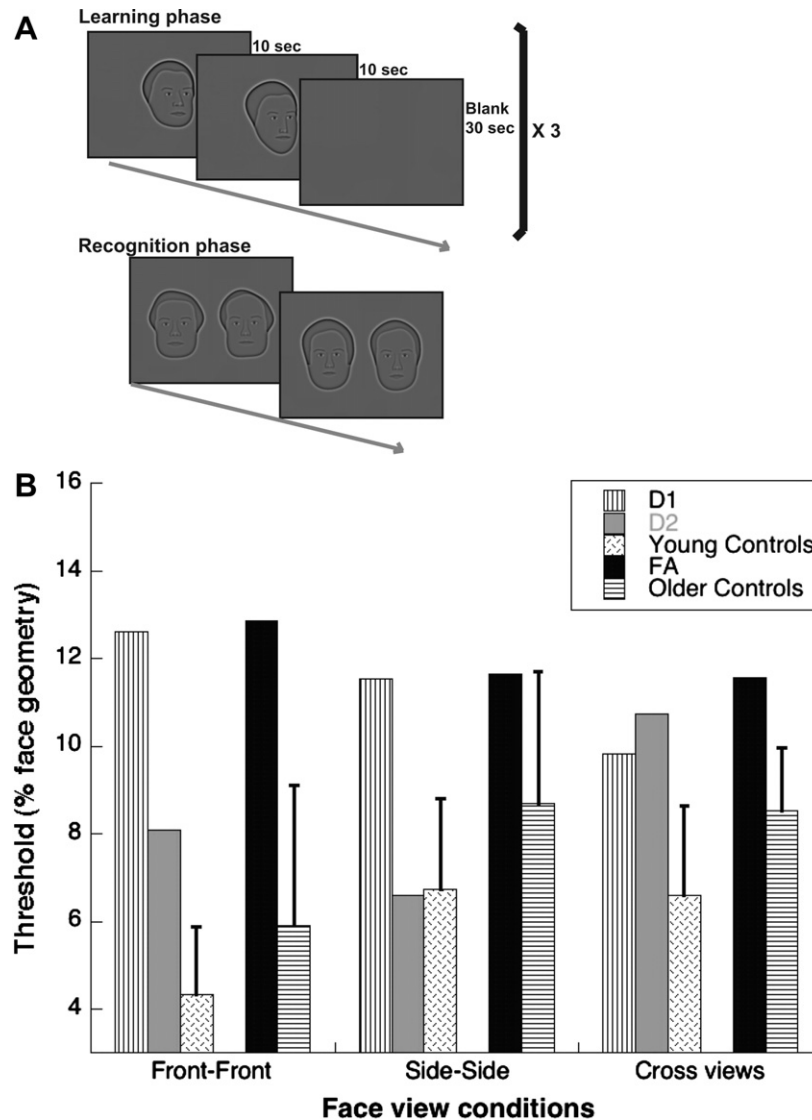 A
Learning phase
10 sec
10 sec
Blank
30 sec
X 3
Recognition phase
B
16
14
12
10
8
6
4
Threshold (% face geometry)
D1
D2
Young Controls
FA
Older Controls
Front-Front
Side-Side
Cross views
Face view conditions